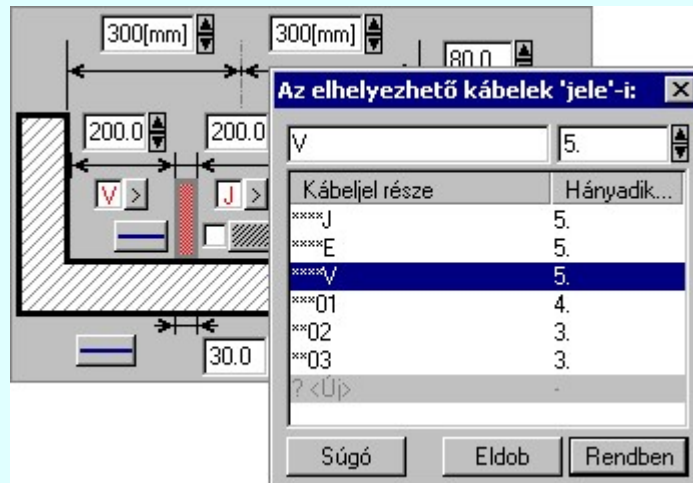 300[mm] 300[mm]
80.0
200.0 200.0
V > J >
30.0
Az elhelyezhető kábelek 'jele'-i:
V 5.
Kábeljel része Hányadik...
****J 5.
****E 5.
****V 5.
***01 4.
**02 3.
**03 3.
? <Új> -
Súgó Eldob Rendben